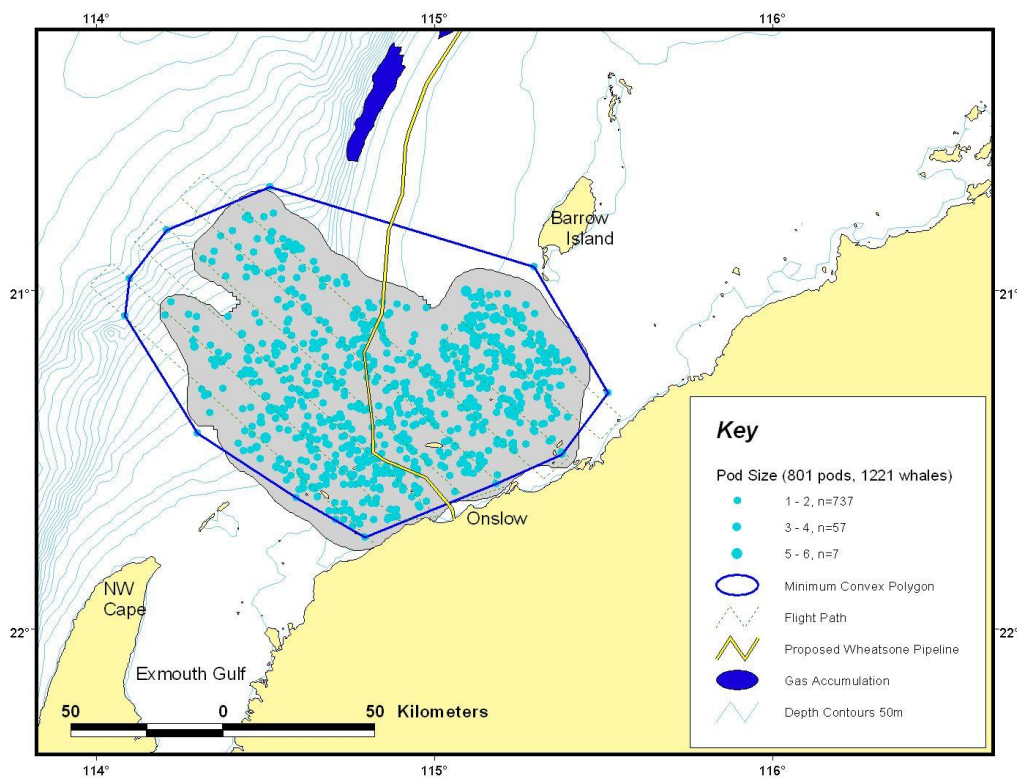 114°
115°
116°
Barrow
Island
21°
21°
Key
Pod Size (801 pods, 1221 whales)
1 - 2, n=737
3 - 4, n=57
5 - 6, n=7
Minimum Convex Polygon
Flight Path
Proposed Wheatsone Pipeline
Gas Accumulation
Depth Contours 50m
Onslow
NW
Cape
22°
22°
Exmouth Gulf
50 0 50 Kilometers
114°
115°
116°